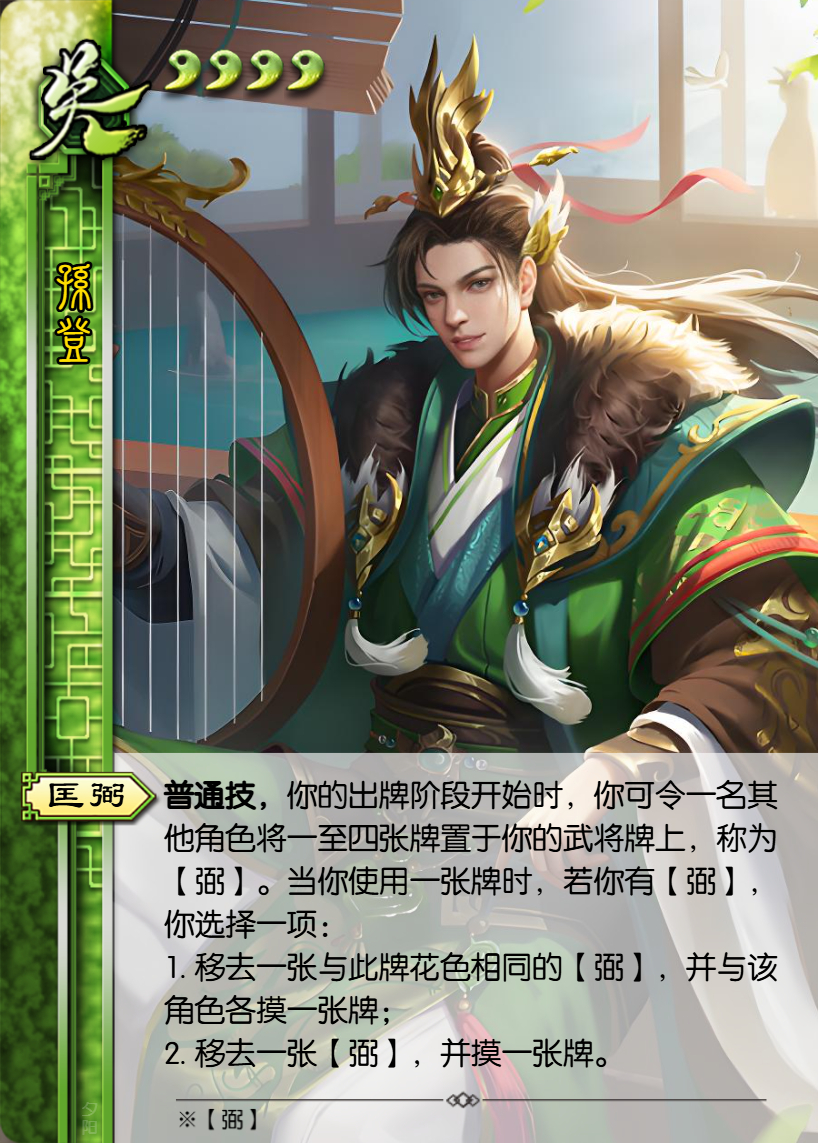 吴
孫登
匡弼
普通技，你的出牌阶段开始时，你可令一名其
他角色将一至四张牌置于你的武将牌上，称为
【弼】。当你使用一张牌时，若你有【弼】，
你选择一项：
1. 移去一张与此牌花色相同的【弼】，并与该
角色各摸一张牌；
2. 移去一张【弼】，并摸一张牌。
※【弼】
夕阳